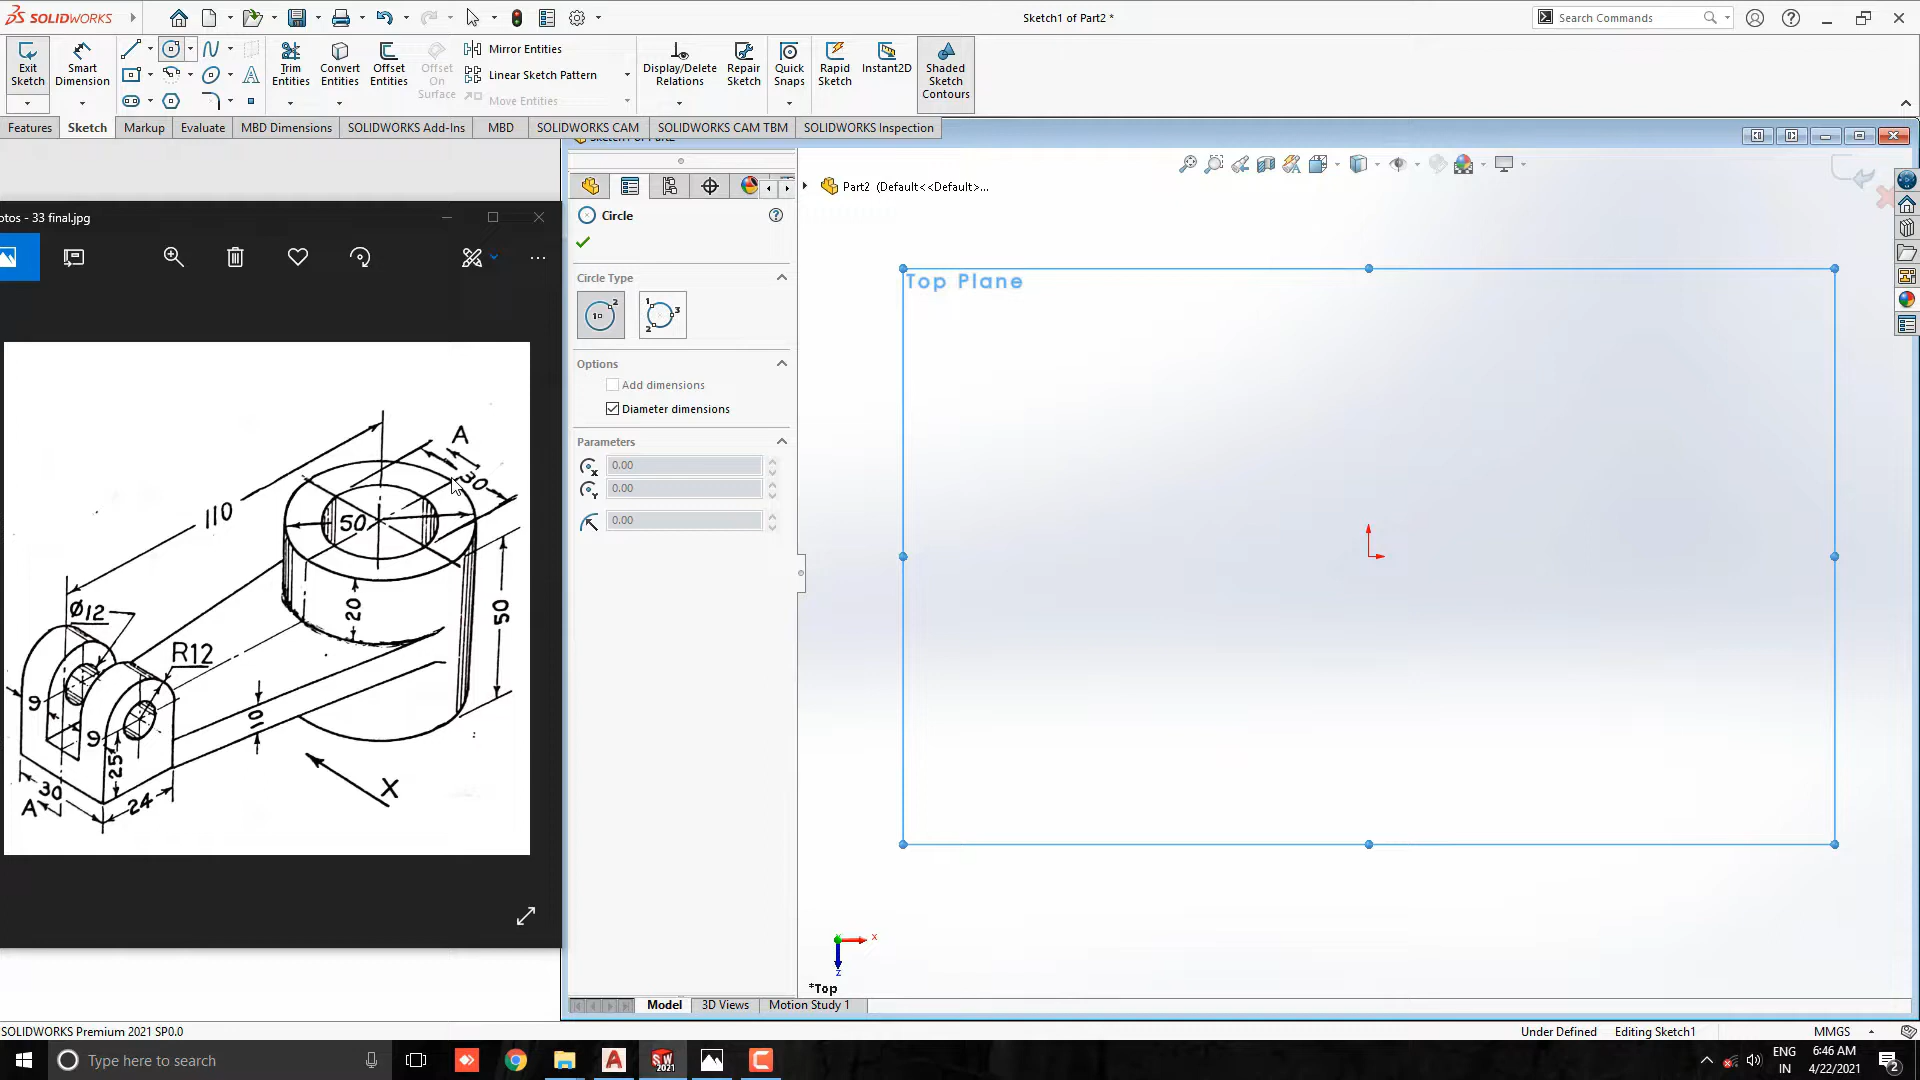 SOLIDWORKS
Sketch1 of Part2 *
Search Commands
Exit Sketch
Smart Dimension
Trim Entities
Convert Entities
Offset Entities
Offset On Surface
Mirror Entities
Linear Sketch Pattern
Move Entities
Display/Delete Relations
Repair Sketch
Quick Snaps
Rapid Sketch
Instant2D
Shaded Sketch Contours
Features
Sketch
Markup
Evaluate
MBD Dimensions
SOLIDWORKS Add-Ins
MBD
SOLIDWORKS CAM
SOLIDWORKS CAM TBM
SOLIDWORKS Inspection
otos - 33 final.jpg
A
30
110
50
20
50
Ø12
R12
9
9
10
25
30
24
A
X
Circle
Circle Type
Options
Add dimensions
Diameter dimensions
Parameters
0.00
0.00
0.00
Part2 (Default<<Default>...
Top Plane
x
z
*Top
Model
3D Views
Motion Study 1
SOLIDWORKS Premium 2021 SP0.0
Under Defined
Editing Sketch1
MMGS
Type here to search
SW
2021
ENG
IN
6:46 AM
4/22/2021
2